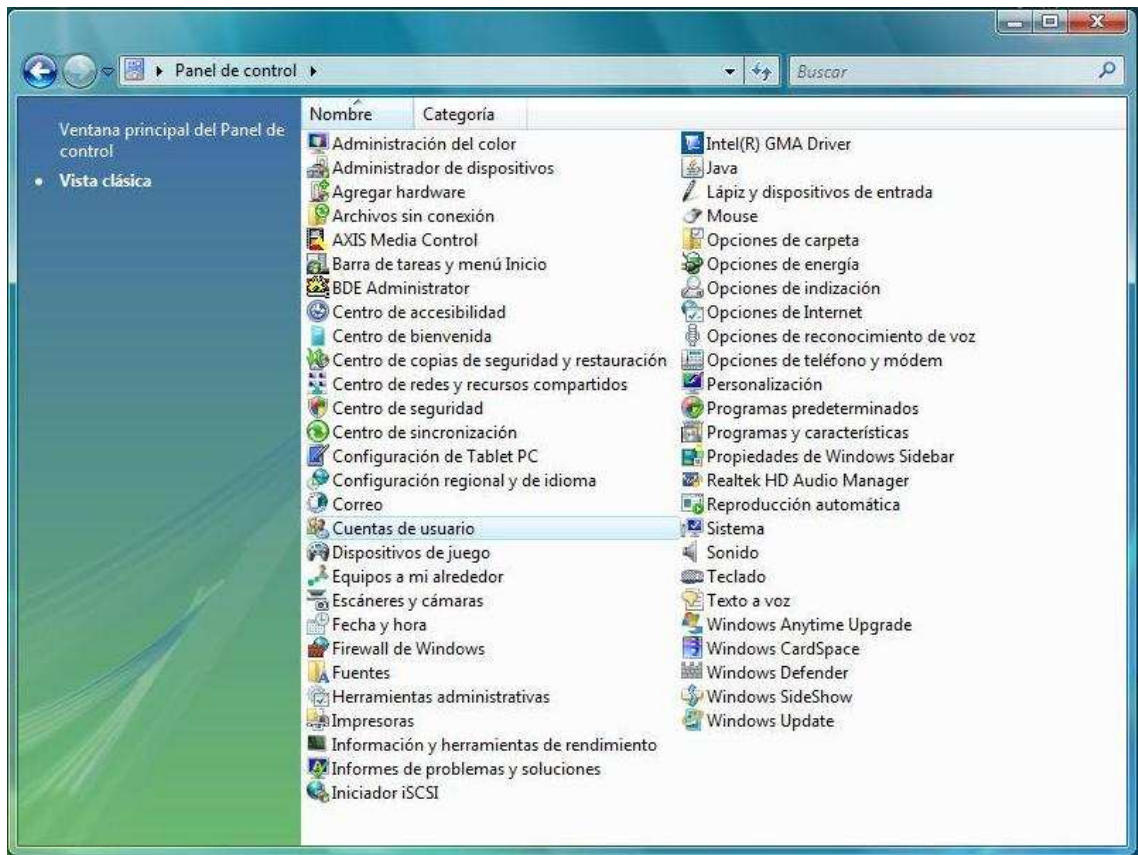 Panel de control
Buscar
Ventana principal del Panel de
control
Vista clásica
Nombre Categoría
Administración del color
Administrador de dispositivos
Agregar hardware
Archivos sin conexión
AXIS Media Control
Barra de tareas y menú Inicio
BDE Administrator
Centro de accesibilidad
Centro de bienvenida
Centro de copias de seguridad y restauración
Centro de redes y recursos compartidos
Centro de seguridad
Centro de sincronización
Configuración de Tablet PC
Configuración regional y de idioma
Correo
Cuentas de usuario
Dispositivos de juego
Equipos a mi alrededor
Escáneres y cámaras
Fecha y hora
Firewall de Windows
Fuentes
Herramientas administrativas
Impresoras
Información y herramientas de rendimiento
Informes de problemas y soluciones
Iniciador iSCSI
Intel(R) GMA Driver
Java
Lápiz y dispositivos de entrada
Mouse
Opciones de carpeta
Opciones de energía
Opciones de indización
Opciones de Internet
Opciones de reconocimiento de voz
Opciones de teléfono y módem
Personalización
Programas predeterminados
Programas y características
Propiedades de Windows Sidebar
Realtek HD Audio Manager
Reproducción automática
Sistema
Sonido
Teclado
Texto a voz
Windows Anytime Upgrade
Windows CardSpace
Windows Defender
Windows SideShow
Windows Update